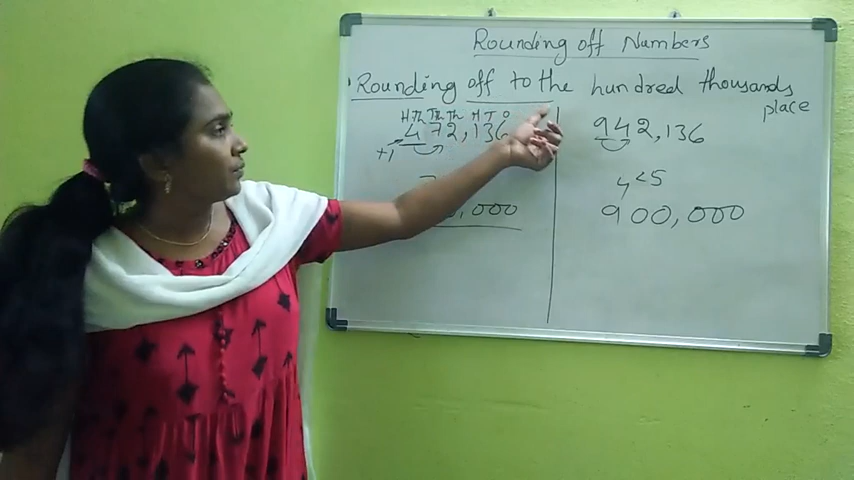 Rounding off Numbers
Rounding off to the hundred thousands
place
H Th T Th Th H T O
472,136
+1
7
,000
942,136
4<5
900,000